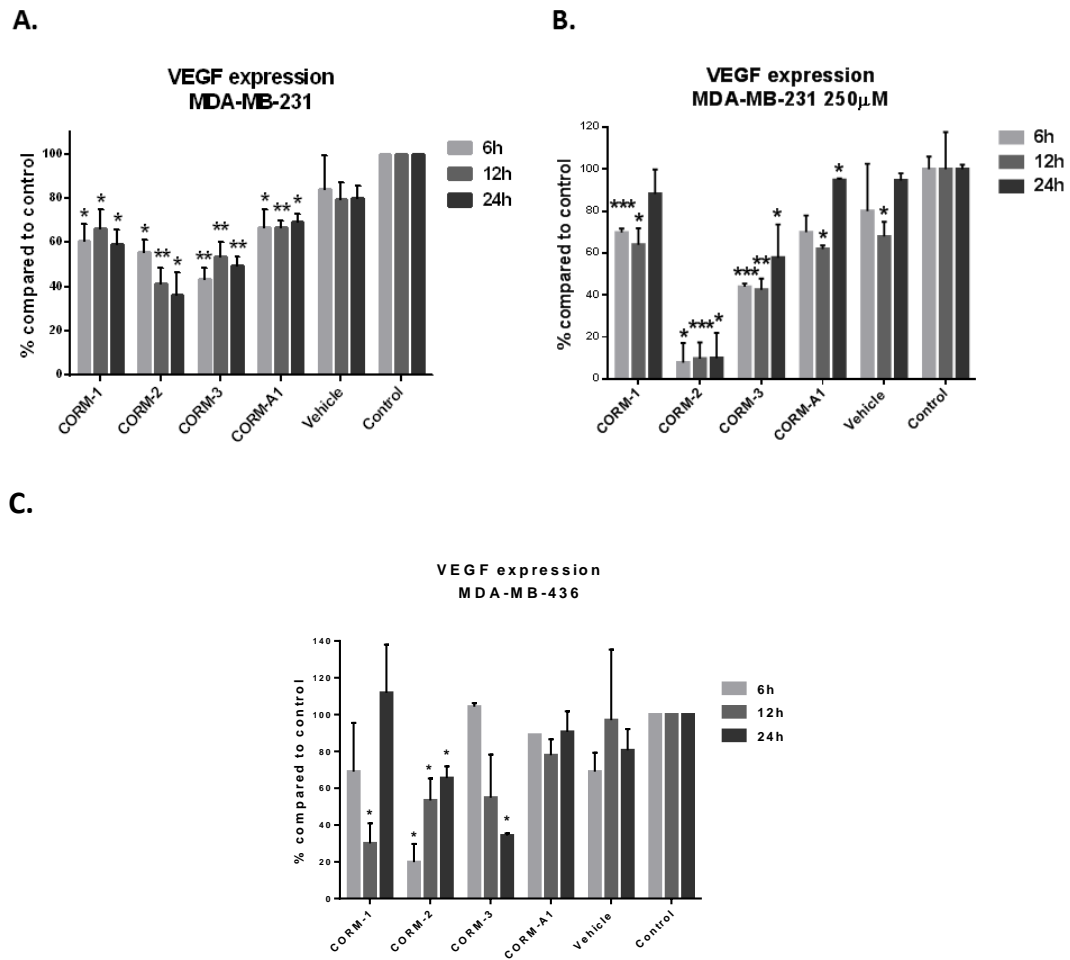 A.
VEGF expression
MDA-MB-231
% compared to control
100
80
60
40
20
0
* * *
* ** *
** ** **
* ** *
CORM-1
CORM-2
CORM-3
CORM-A1
Vehicle
Control
6h
12h
24h
B.
VEGF expression
MDA-MB-231 250µM
% compared to control
120
100
80
60
40
20
0
*** *
* *** *
*** ** *
* *
*
CORM-1
CORM-2
CORM-3
CORM-A1
Vehicle
Control
6h
12h
24h
C.
VEGF expression
MDA-MB-436
% compared to control
140
120
100
80
60
40
20
0
*
* * *
*
CORM-1
CORM-2
CORM-3
CORM-A1
Vehicle
Control
6h
12h
24h